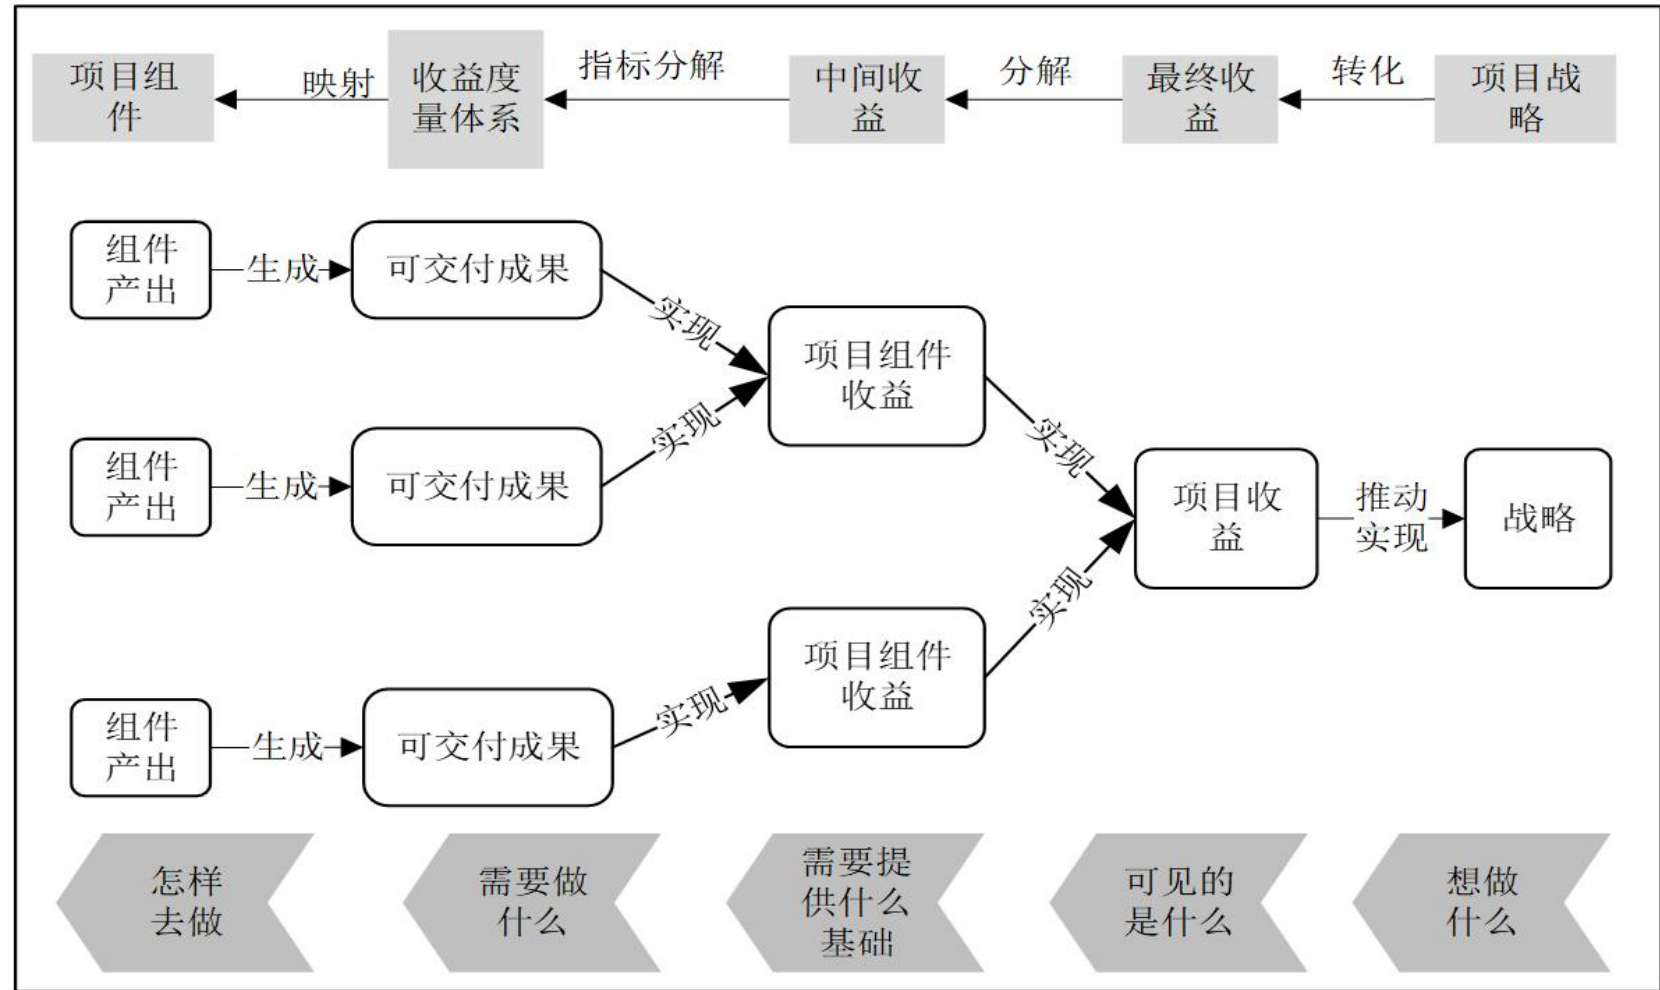 项目组
件
映射
收益度
量体系
指标分解
中间收
益
分解
最终收
益
转化
项目战
略
组件
产出
生成
可交付成果
实现
组件
产出
生成
可交付成果
实现
项目组件
收益
实现
组件
产出
生成
可交付成果
实现
项目组件
收益
实现
项目收
益
推动
实现
战略
怎样
去做
需要做
什么
需要提
供什么
基础
可见的
是什么
想做
什么